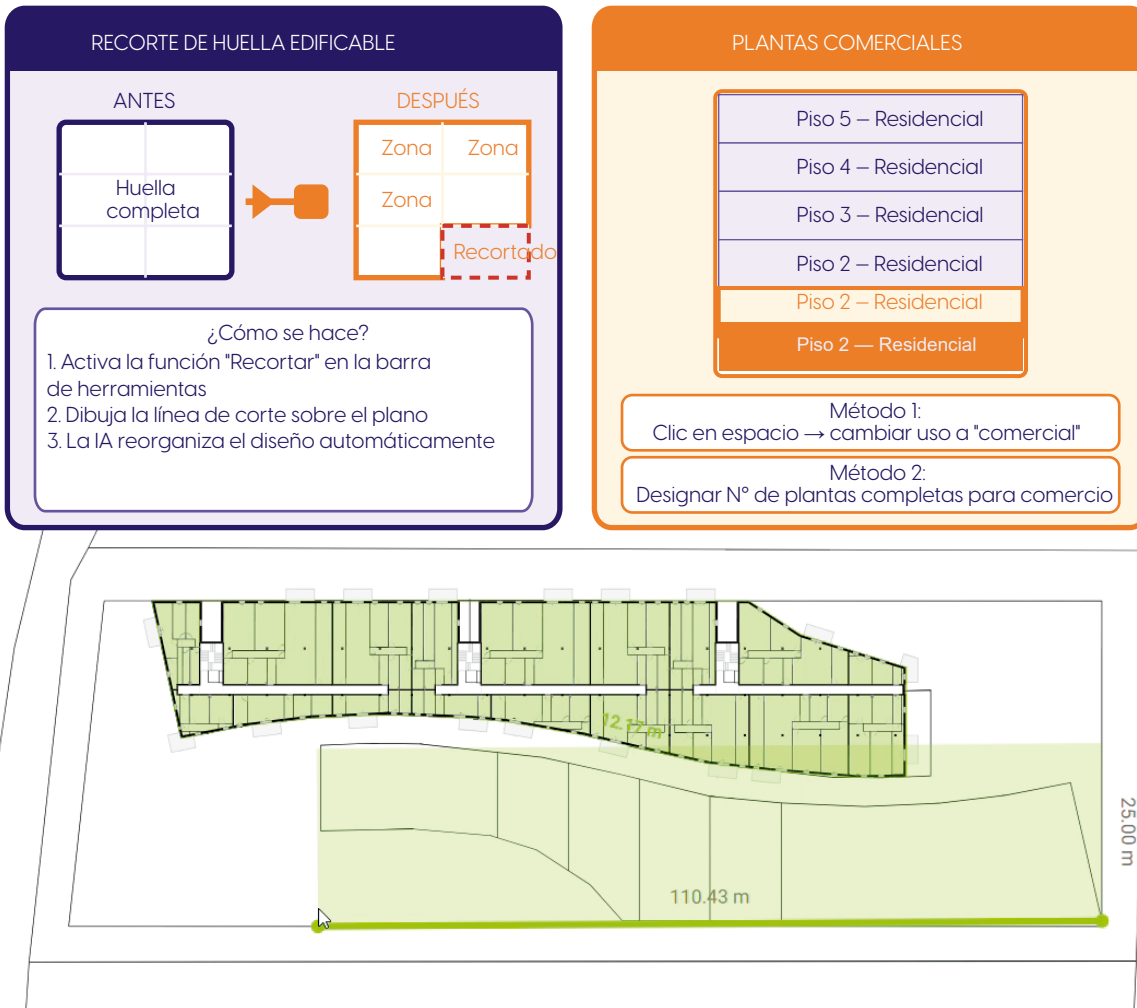 RECORTE DE HUELLA EDIFICABLE
ANTES
DESPUÉS
Huella
completa
Zona
Zona
Zona
Recortado
¿Cómo se hace?
1. Activa la función "Recortar" en la barra
de herramientas
2. Dibuja la línea de corte sobre el plano
3. La IA reorganiza el diseño automáticamente
PLANTAS COMERCIALES
Piso 5 – Residencial
Piso 4 – Residencial
Piso 3 – Residencial
Piso 2 – Residencial
Piso 2 – Residencial
Piso 2 — Residencial
Método 1:
Clic en espacio → cambiar uso a "comercial"
Método 2:
Designar N° de plantas completas para comercio
12.17 m
25.00 m
110.43 m